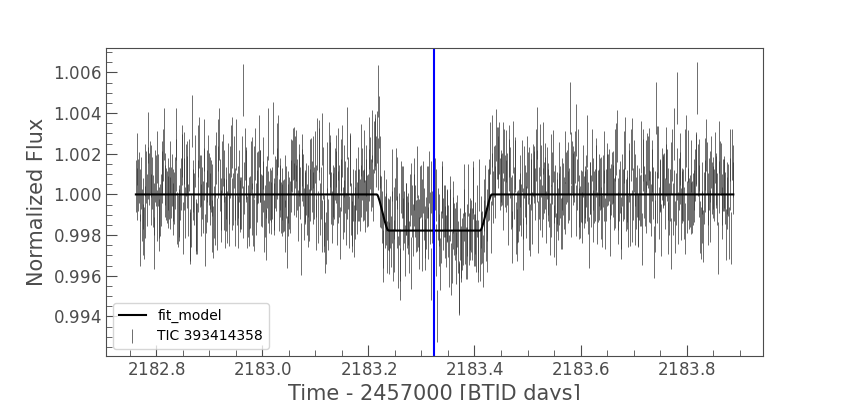 1.006
1.004
1.002
1.000
0.998
0.996
0.994
Normalized Flux
fit_model
TIC 393414358
2182.8 2183.0 2183.2 2183.4 2183.6 2183.8
Time - 2457000 [BTJD days]